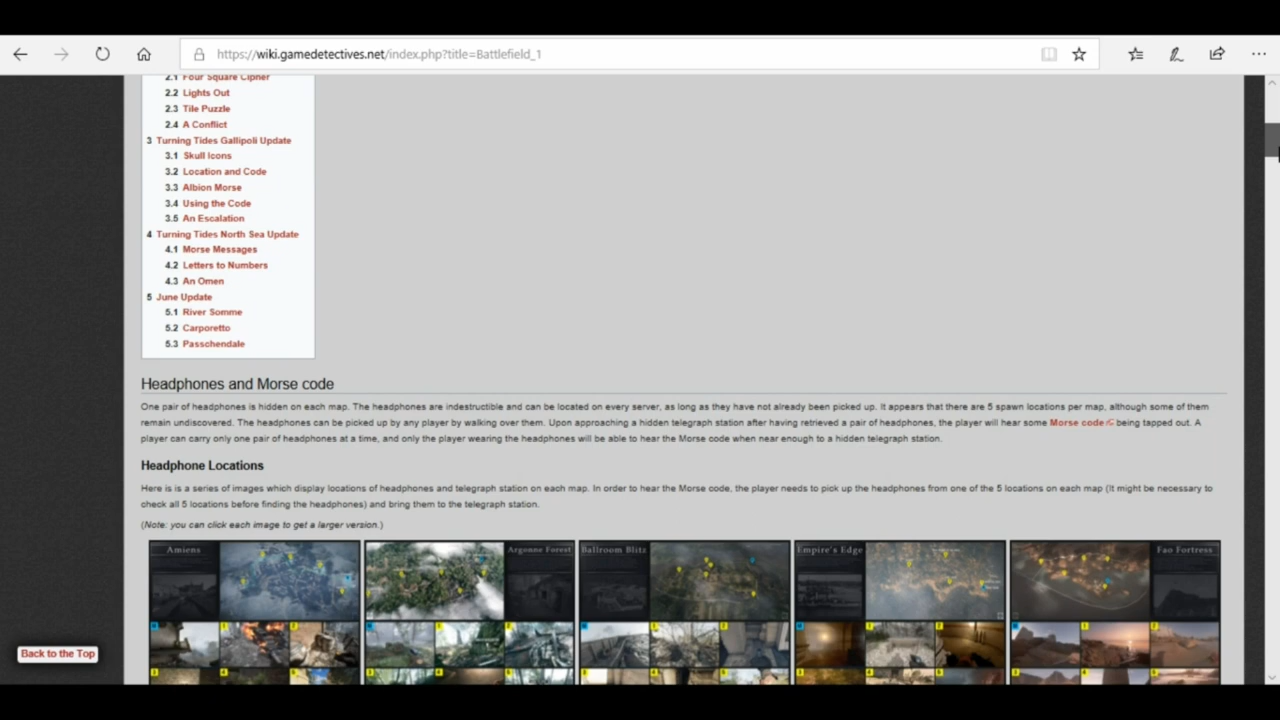 https://wiki.gamedetectives.net/index.php?title=Battlefield_1
2.1 Four Square Cipher
2.2 Lights Out
2.3 Tile Puzzle
2.4 A Conflict
3 Turning Tides Gallipoli Update
3.1 Skull Icons
3.2 Location and Code
3.3 Albion Morse
3.4 Using the Code
3.5 An Escalation
4 Turning Tides North Sea Update
4.1 Morse Messages
4.2 Letters to Numbers
4.3 An Omen
5 June Update
5.1 River Somme
5.2 Carporetto
5.3 Passchendale
Headphones and Morse code
One pair of headphones is hidden on each map. The headphones are indestructible and can be located on every server, as long as they have not already been picked up. It appears that there are 5 spawn locations per map, although some of them
remain undiscovered. The headphones can be picked up by any player by walking over them. Upon approaching a hidden telegraph station after having retrieved a pair of headphones, the player will hear some Morse code being tapped out. A
player can carry only one pair of headphones at a time, and only the player wearing the headphones will be able to hear the Morse code when near enough to a hidden telegraph station.
Headphone Locations
Here is is a series of images which display locations of headphones and telegraph station on each map. In order to hear the Morse code, the player needs to pick up the headphones from one of the 5 locations on each map (It might be necessary to
check all 5 locations before finding the headphones) and bring them to the telegraph station.
(Note: you can click each image to get a larger version.)
Amiens
Argonne Forest
Ballroom Blitz
Empire's Edge
Fao Fortress
Back to the Top